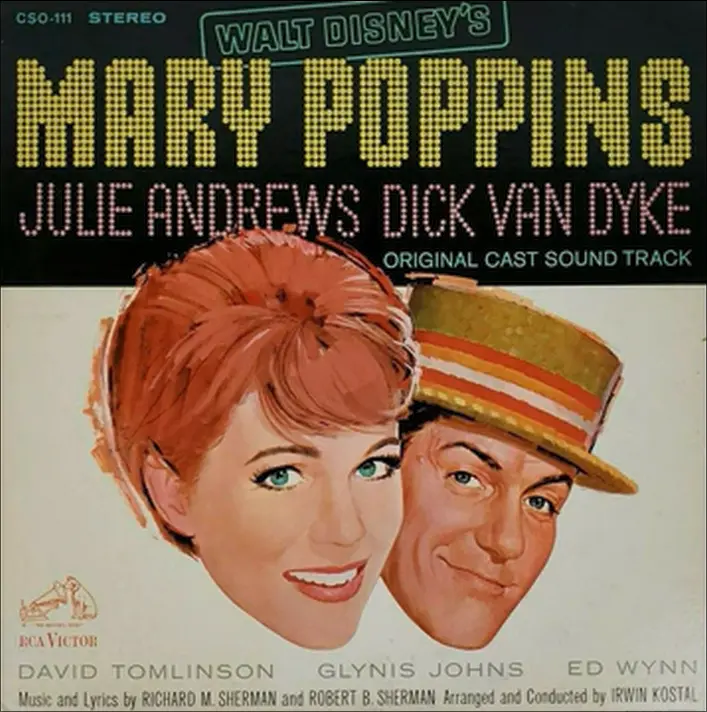 CSO-111 STEREO
WALT DISNEY'S
MARY POPPINS
JULIE ANDREWS DICK VAN DYKE
ORIGINAL CAST SOUND TRACK
RCA VICTOR
DAVID TOMLINSON GLYNIS JOHNS ED WYNN
Music and Lyrics by RICHARD M. SHERMAN and ROBERT B. SHERMAN Arranged and Conducted by IRWIN KOSTAL